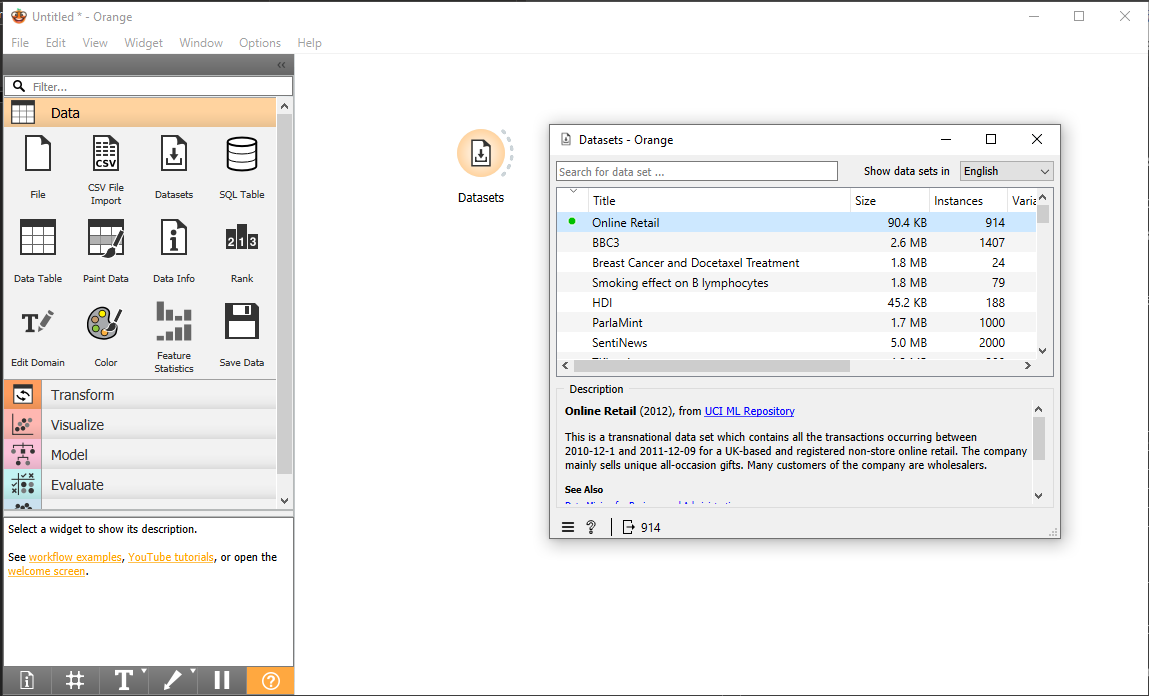 Untitled * - Orange
File Edit View Widget Window Options Help
Filter...
Data
File
CSV File
Import
Datasets
SQL Table
Data Table
Paint Data
Data Info
Rank
Edit Domain
Color
Feature
Statistics
Save Data
Transform
Visualize
Model
Evaluate
Select a widget to show its description.
See workflow examples, YouTube tutorials, or open the
welcome screen.
Datasets
Datasets - Orange
Search for data set ...
Show data sets in English
Title Size Instances Varia
Online Retail 90.4 KB 914
BBC3 2.6 MB 1407
Breast Cancer and Docetaxel Treatment 1.8 MB 24
Smoking effect on B lymphocytes 1.8 MB 79
HDI 45.2 KB 188
ParlaMint 1.7 MB 1000
SentiNews 5.0 MB 2000
Description
Online Retail (2012), from UCI ML Repository
This is a transnational data set which contains all the transactions occurring between
2010-12-1 and 2011-12-09 for a UK-based and registered non-store online retail. The company
mainly sells unique all-occasion gifts. Many customers of the company are wholesalers.
See Also
914